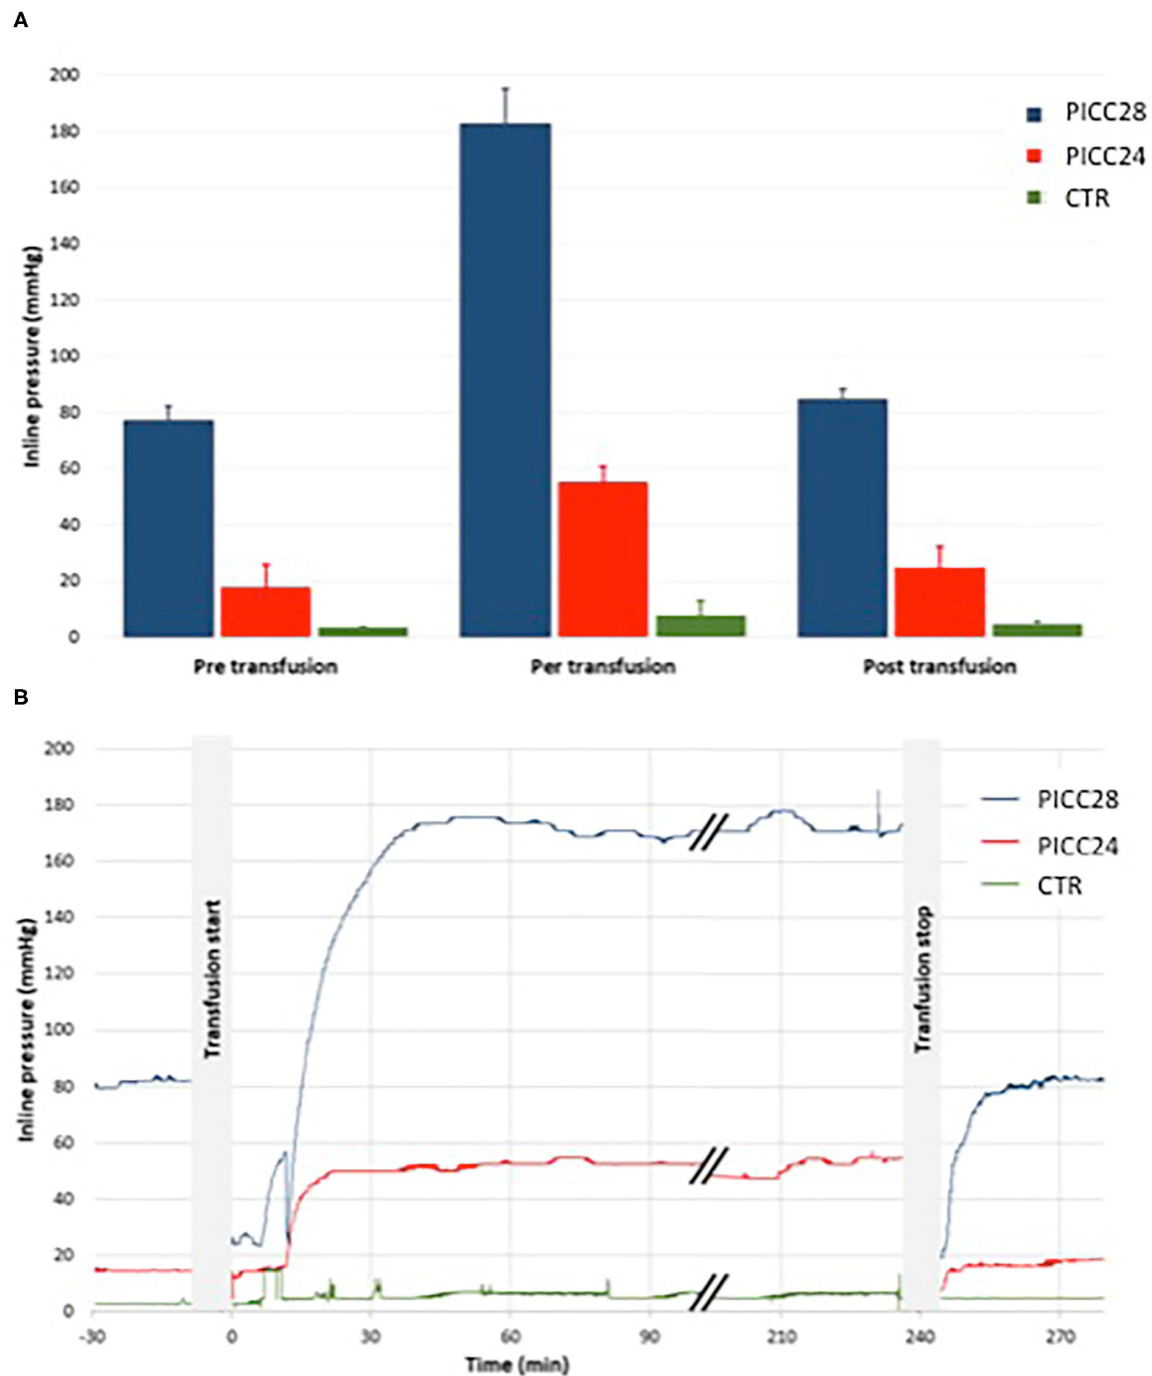 A
200
180
160
140
120
100
80
60
40
20
0
Inline pressure (mmHg)
PICC28
PICC24
CTR
Pre transfusion
Per transfusion
Post transfusion
B
200
180
160
140
120
100
80
60
40
20
0
Inline pressure (mmHg)
Transfusion start
Tranfusion stop
PICC28
PICC24
CTR
-30
0
30
60
90
210
240
270
Time (min)